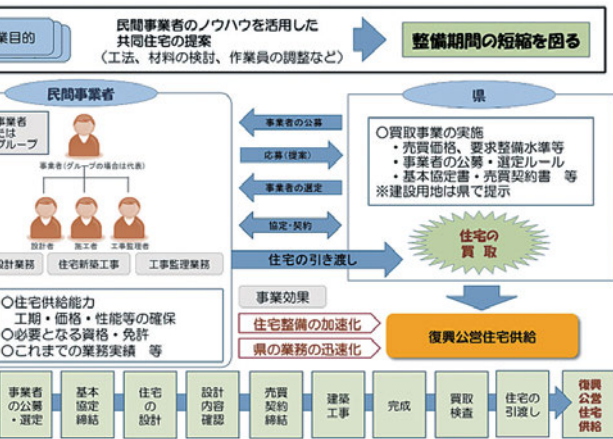 業目的
民間事業者のノウハウを活用した
共同住宅の提案
（工法、材料の検討、作業員の調整など）
整備期間の短縮を図る
民間事業者
事業者
グループ
事業者（グループの場合は代表）
設計者
施工者
工事監理者
設計業務
住宅新築工事
工事監理業務
○住宅供給能力
工期・価格・性能等の確保
○必要となる資格・免許
○これまでの業務実績 等
事業者の公募
応募（提案）
事業者の選定
協定・契約
住宅の引き渡し
県
○買取事業の実施
・売買価格、要求整備水準等
・事業者の公募・選定ルール
・基本協定書・売買契約書 等
※建設用地は県で提示
住宅の
買 取
事業効果
住宅整備の加速化
県の業務の迅速化
復興公営住宅供給
事業者
の公募
・選定
基本
協定
締結
住宅
の
設計
設計
内容
確認
売買
契約
締結
建築
工事
完成
買取
検査
住宅の
引渡し
復興
公営
住宅
供給